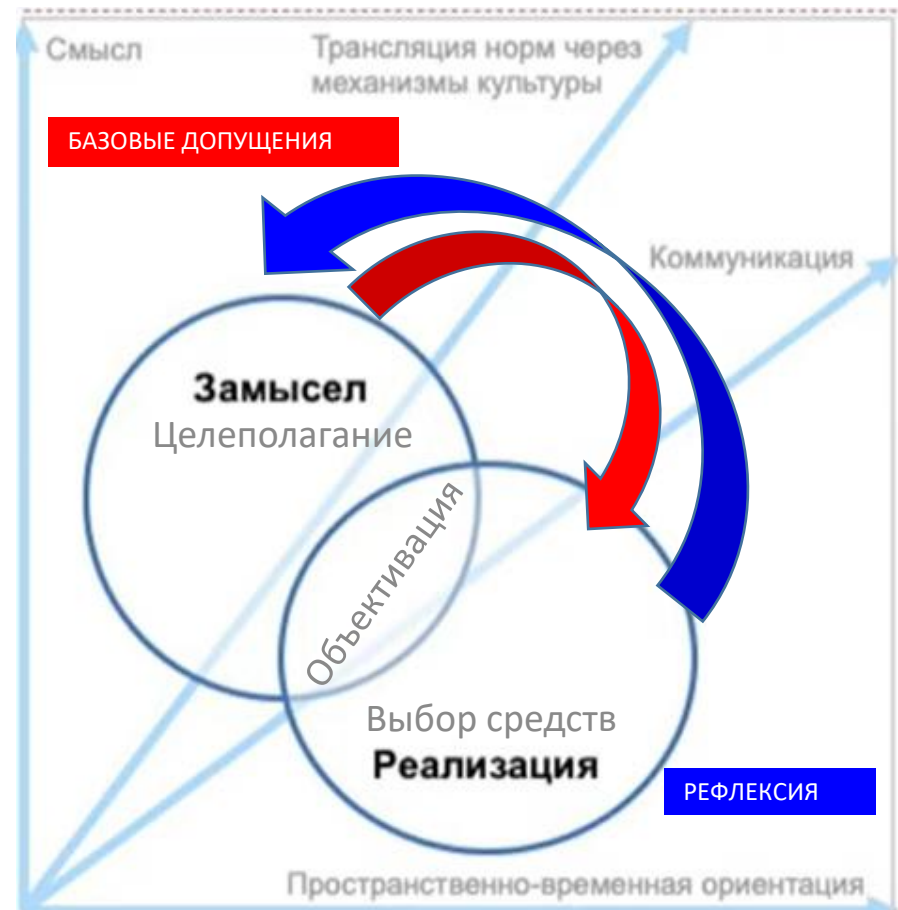 Смысл
Трансляция норм через
механизмы культуры
БАЗОВЫЕ ДОПУЩЕНИЯ
Коммуникация
Замысел
Целеполагание
Объективация
Выбор средств
Реализация
РЕФЛЕКСИЯ
Пространственно-временная ориентация